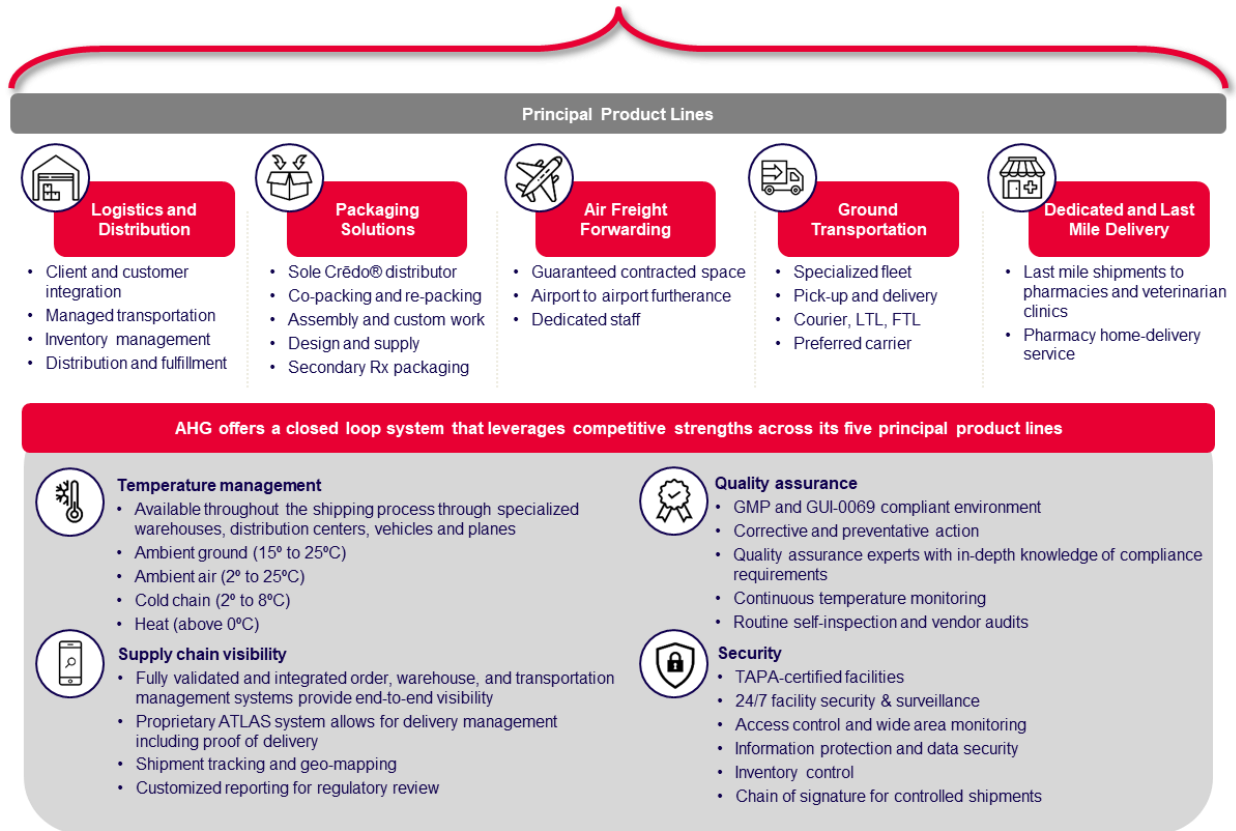 Principal Product Lines
Logistics and
Distribution
• Client and customer
integration
• Managed transportation
• Inventory management
• Distribution and fulfillment
Packaging
Solutions
• Sole Crēdo® distributor
• Co-packing and re-packing
• Assembly and custom work
• Design and supply
• Secondary Rx packaging
Air Freight
Forwarding
• Guaranteed contracted space
• Airport to airport furtherance
• Dedicated staff
Ground
Transportation
• Specialized fleet
• Pick-up and delivery
• Courier, LTL, FTL
• Preferred carrier
Dedicated and Last
Mile Delivery
• Last mile shipments to
pharmacies and veterinarian
clinics
• Pharmacy home-delivery
service
AHG offers a closed loop system that leverages competitive strengths across its five principal product lines
Temperature management
• Available throughout the shipping process through specialized
warehouses, distribution centers, vehicles and planes
• Ambient ground (15º to 25ºC)
• Ambient air (2º to 25ºC)
• Cold chain (2º to 8ºC)
• Heat (above 0ºC)
Supply chain visibility
• Fully validated and integrated order, warehouse, and transportation
management systems provide end-to-end visibility
• Proprietary ATLAS system allows for delivery management
including proof of delivery
• Shipment tracking and geo-mapping
• Customized reporting for regulatory review
Quality assurance
• GMP and GUI-0069 compliant environment
• Corrective and preventative action
• Quality assurance experts with in-depth knowledge of compliance
requirements
• Continuous temperature monitoring
• Routine self-inspection and vendor audits
Security
• TAPA-certified facilities
• 24/7 facility security & surveillance
• Access control and wide area monitoring
• Information protection and data security
• Inventory control
• Chain of signature for controlled shipments